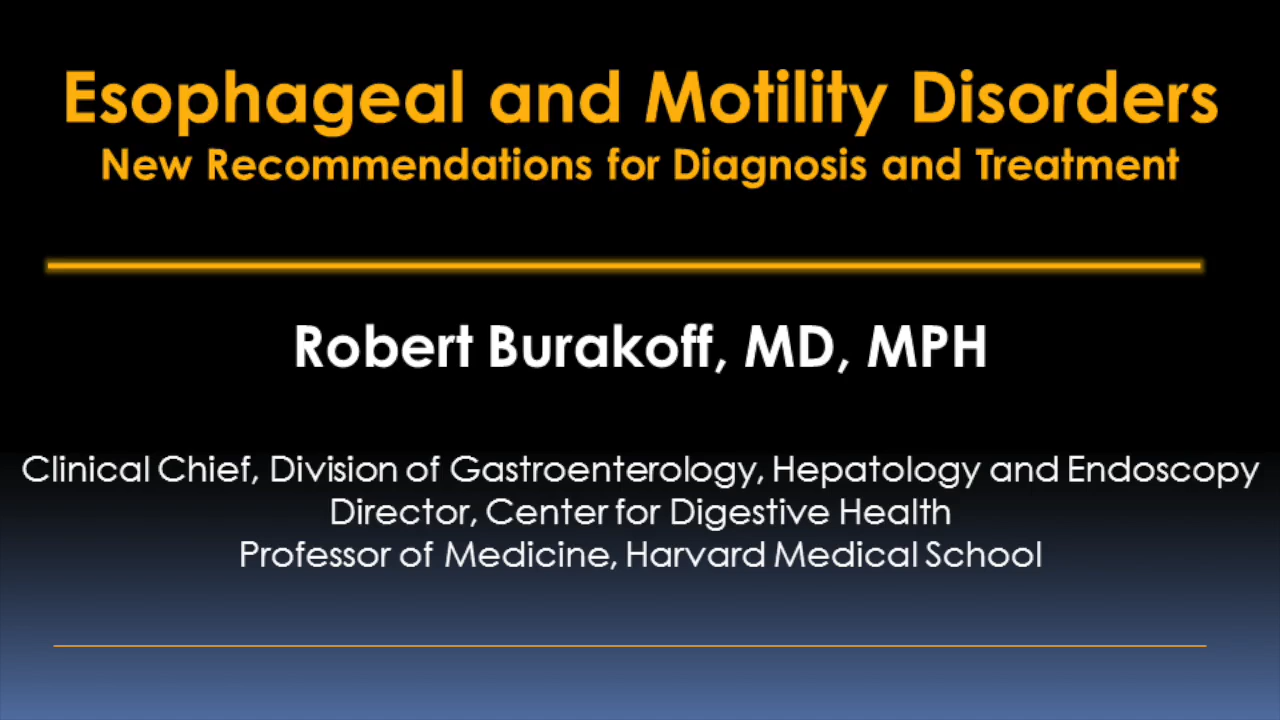 Esophageal and Motility Disorders
New Recommendations for Diagnosis and Treatment
Robert Burakoff, MD, MPH
Clinical Chief, Division of Gastroenterology, Hepatology and Endoscopy
Director, Center for Digestive Health
Professor of Medicine, Harvard Medical School